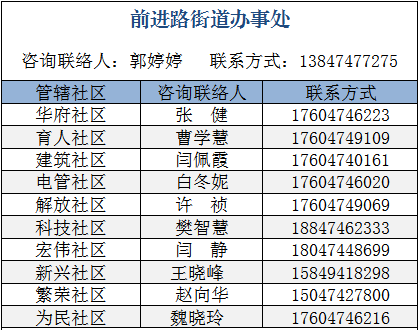 前进路街道办事处
咨询联络人：郭婷婷 联系方式：13847477275
管辖社区 咨询联络人 联系方式
华府社区 张 健 17604746223
育人社区 曹学慧 17604749109
建筑社区 闫佩霞 17604740161
电管社区 白冬妮 17604746020
解放社区 许 祯 17604749069
科技社区 樊智慧 18847462333
宏伟社区 闫 静 18047448699
新兴社区 王晓峰 15849418298
繁荣社区 赵向华 15047427800
为民社区 魏晓玲 17604746216